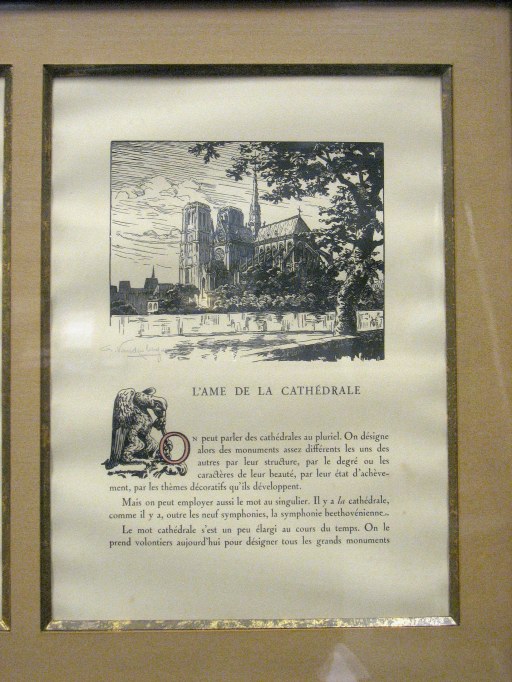 L'AME DE LA CATHÉDRALE
ON peut parler des cathédrales au pluriel. On désigne
alors des monuments assez différents les uns des
autres par leur structure, par le degré ou les
caractères de leur beauté, par leur état d'achève-
ment, par les thèmes décoratifs qu'ils développent.
Mais on peut employer aussi le mot au singulier. Il y a la cathédrale,
comme il y a, outre les neuf symphonies, la symphonie beethovénienne...
Le mot cathédrale s'est un peu élargi au cours du temps. On le
prend volontiers aujourd'hui pour désigner tous les grands monuments